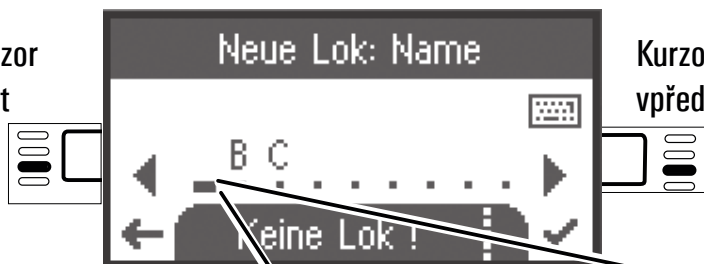 Neue Lok: Name
zor
t
Kurzo
vpřed
B C
Keine Lok !